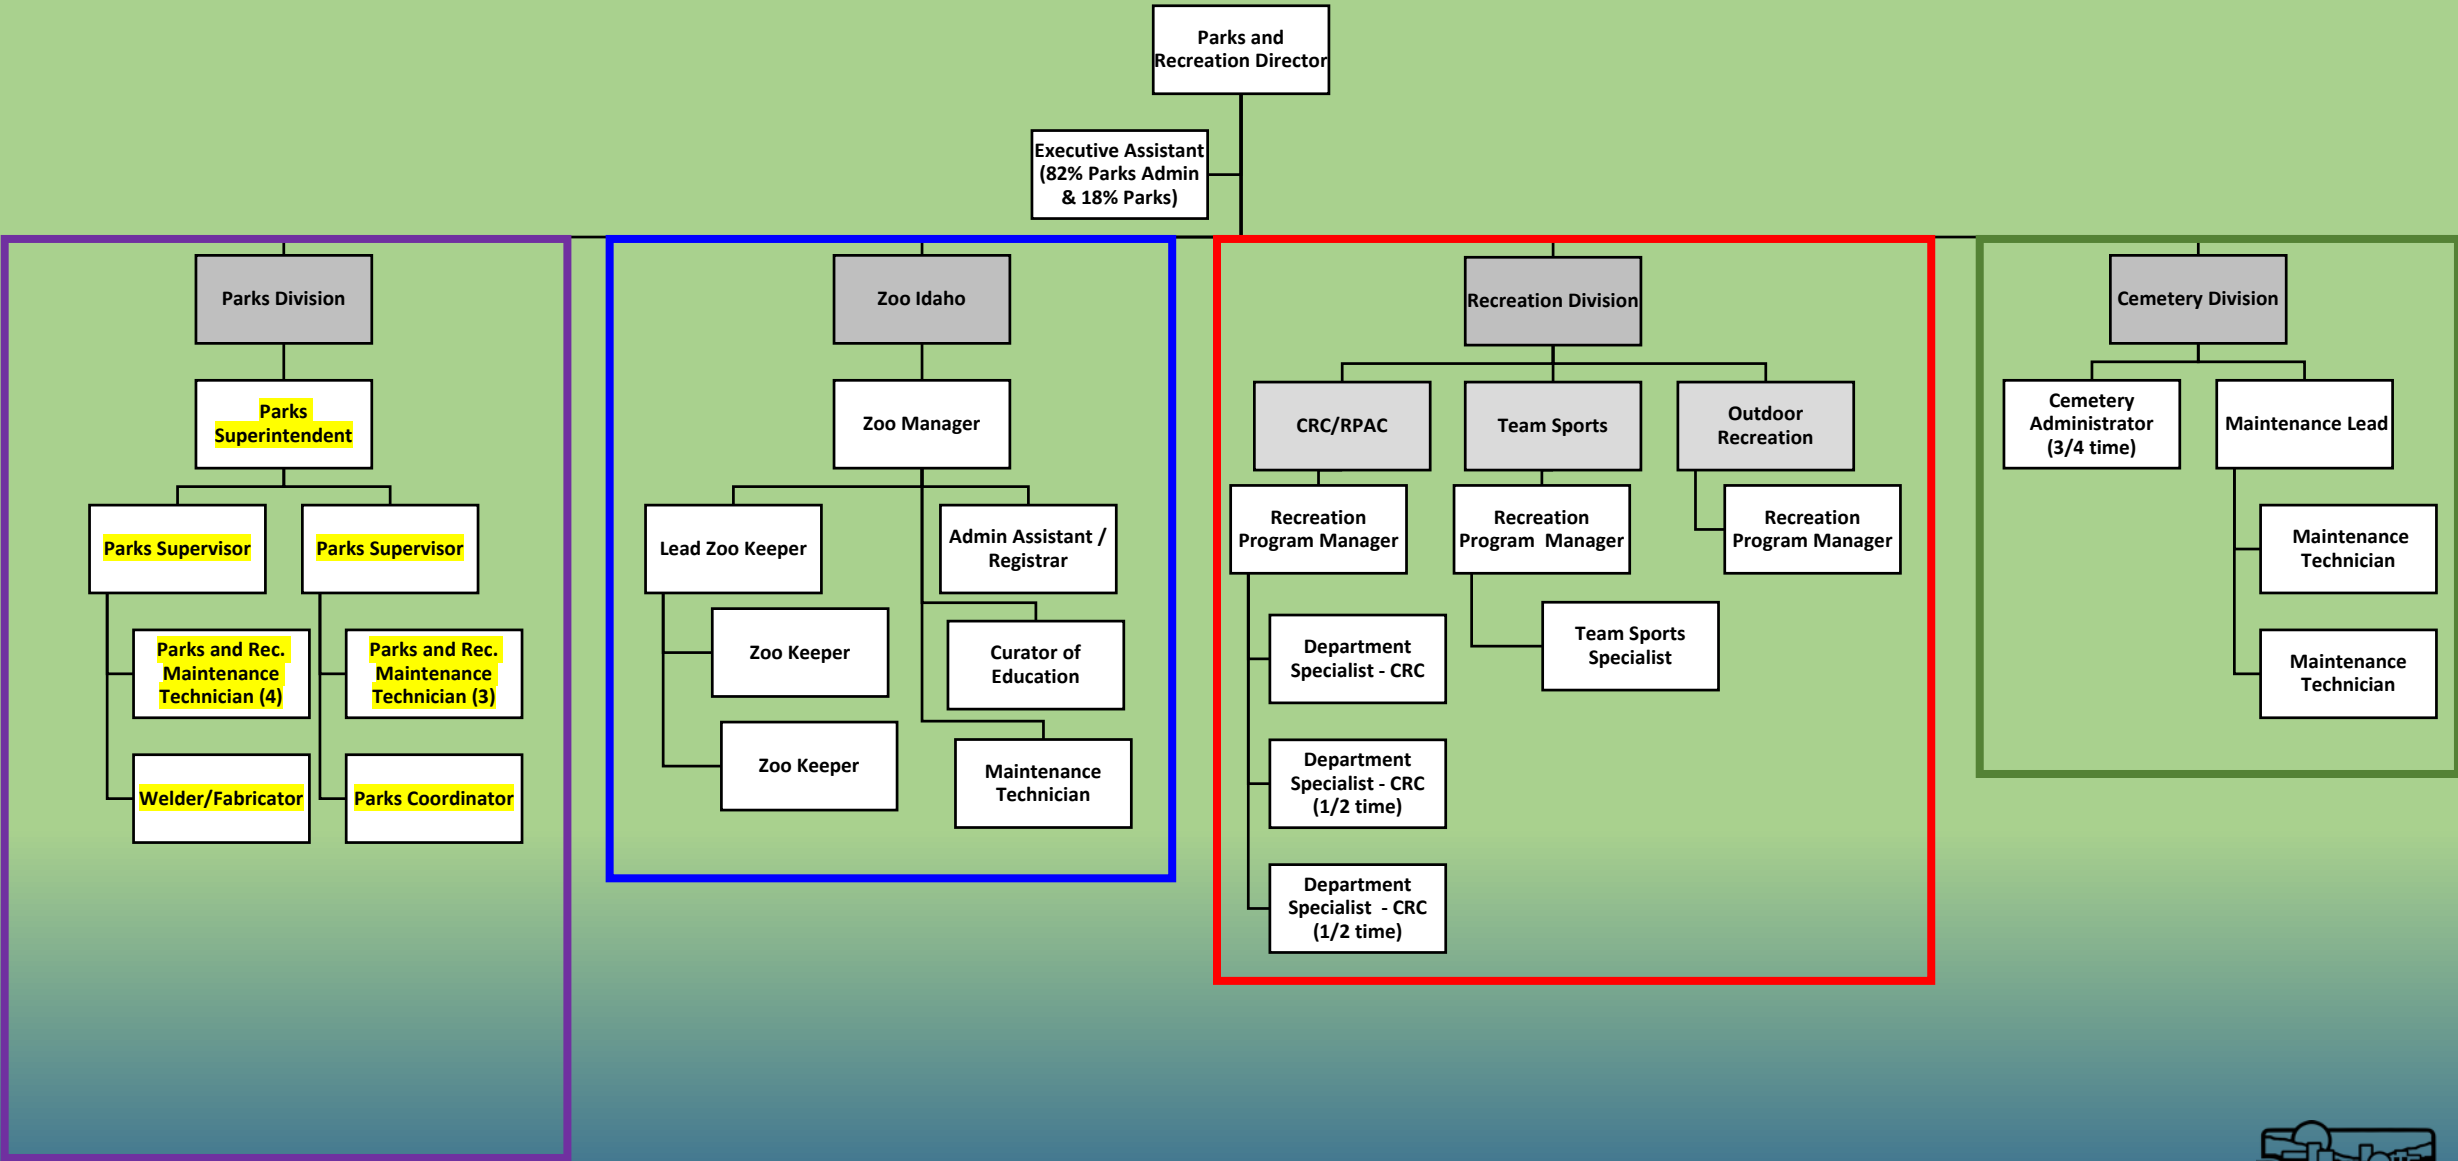 Parks and
Recreation Director
Executive Assistant
(82% Parks Admin
& 18% Parks)
Parks Division
Parks
Superintendent
Parks Supervisor
Parks Supervisor
Parks and Rec.
Maintenance
Technician (4)
Parks and Rec.
Maintenance
Technician (3)
Welder/Fabricator
Parks Coordinator
Zoo Idaho
Zoo Manager
Lead Zoo Keeper
Admin Assistant /
Registrar
Zoo Keeper
Curator of
Education
Zoo Keeper
Maintenance
Technician
Recreation Division
CRC/RPAC
Team Sports
Outdoor
Recreation
Recreation
Program Manager
Recreation
Program Manager
Recreation
Program Manager
Department
Specialist - CRC
Team Sports
Specialist
Department
Specialist - CRC
(1/2 time)
Department
Specialist - CRC
(1/2 time)
Cemetery Division
Cemetery
Administrator
(3/4 time)
Maintenance Lead
Maintenance
Technician
Maintenance
Technician